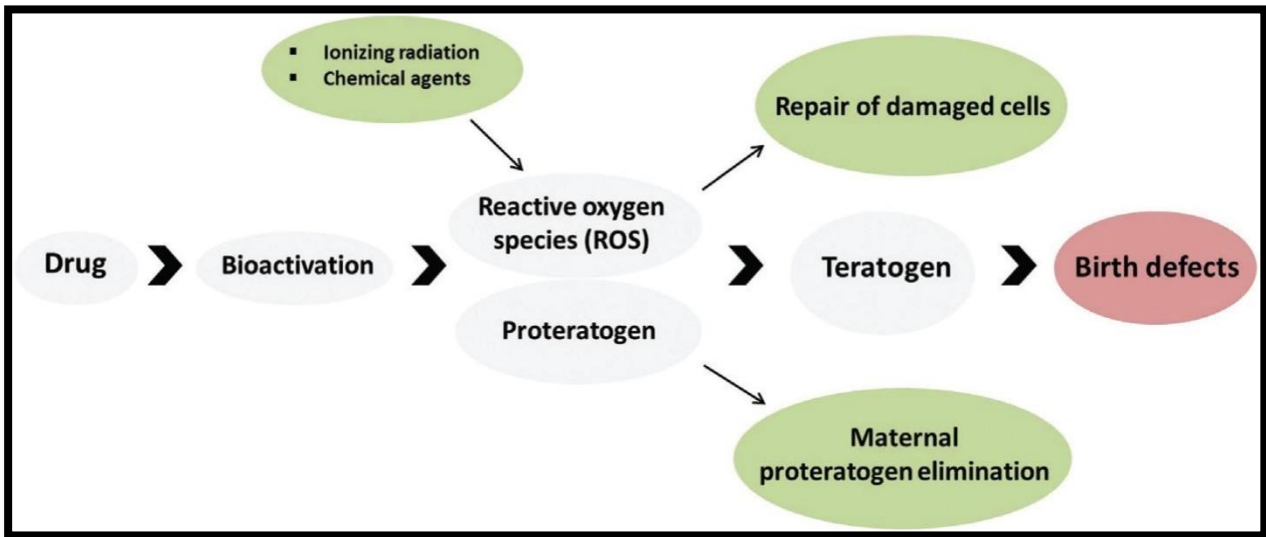 ▪ Ionizing radiation
▪ Chemical agents
Repair of damaged cells
Reactive oxygen
species (ROS)
Drug
Bioactivation
Teratogen
Birth defects
Proteratogen
Maternal
proteratogen elimination